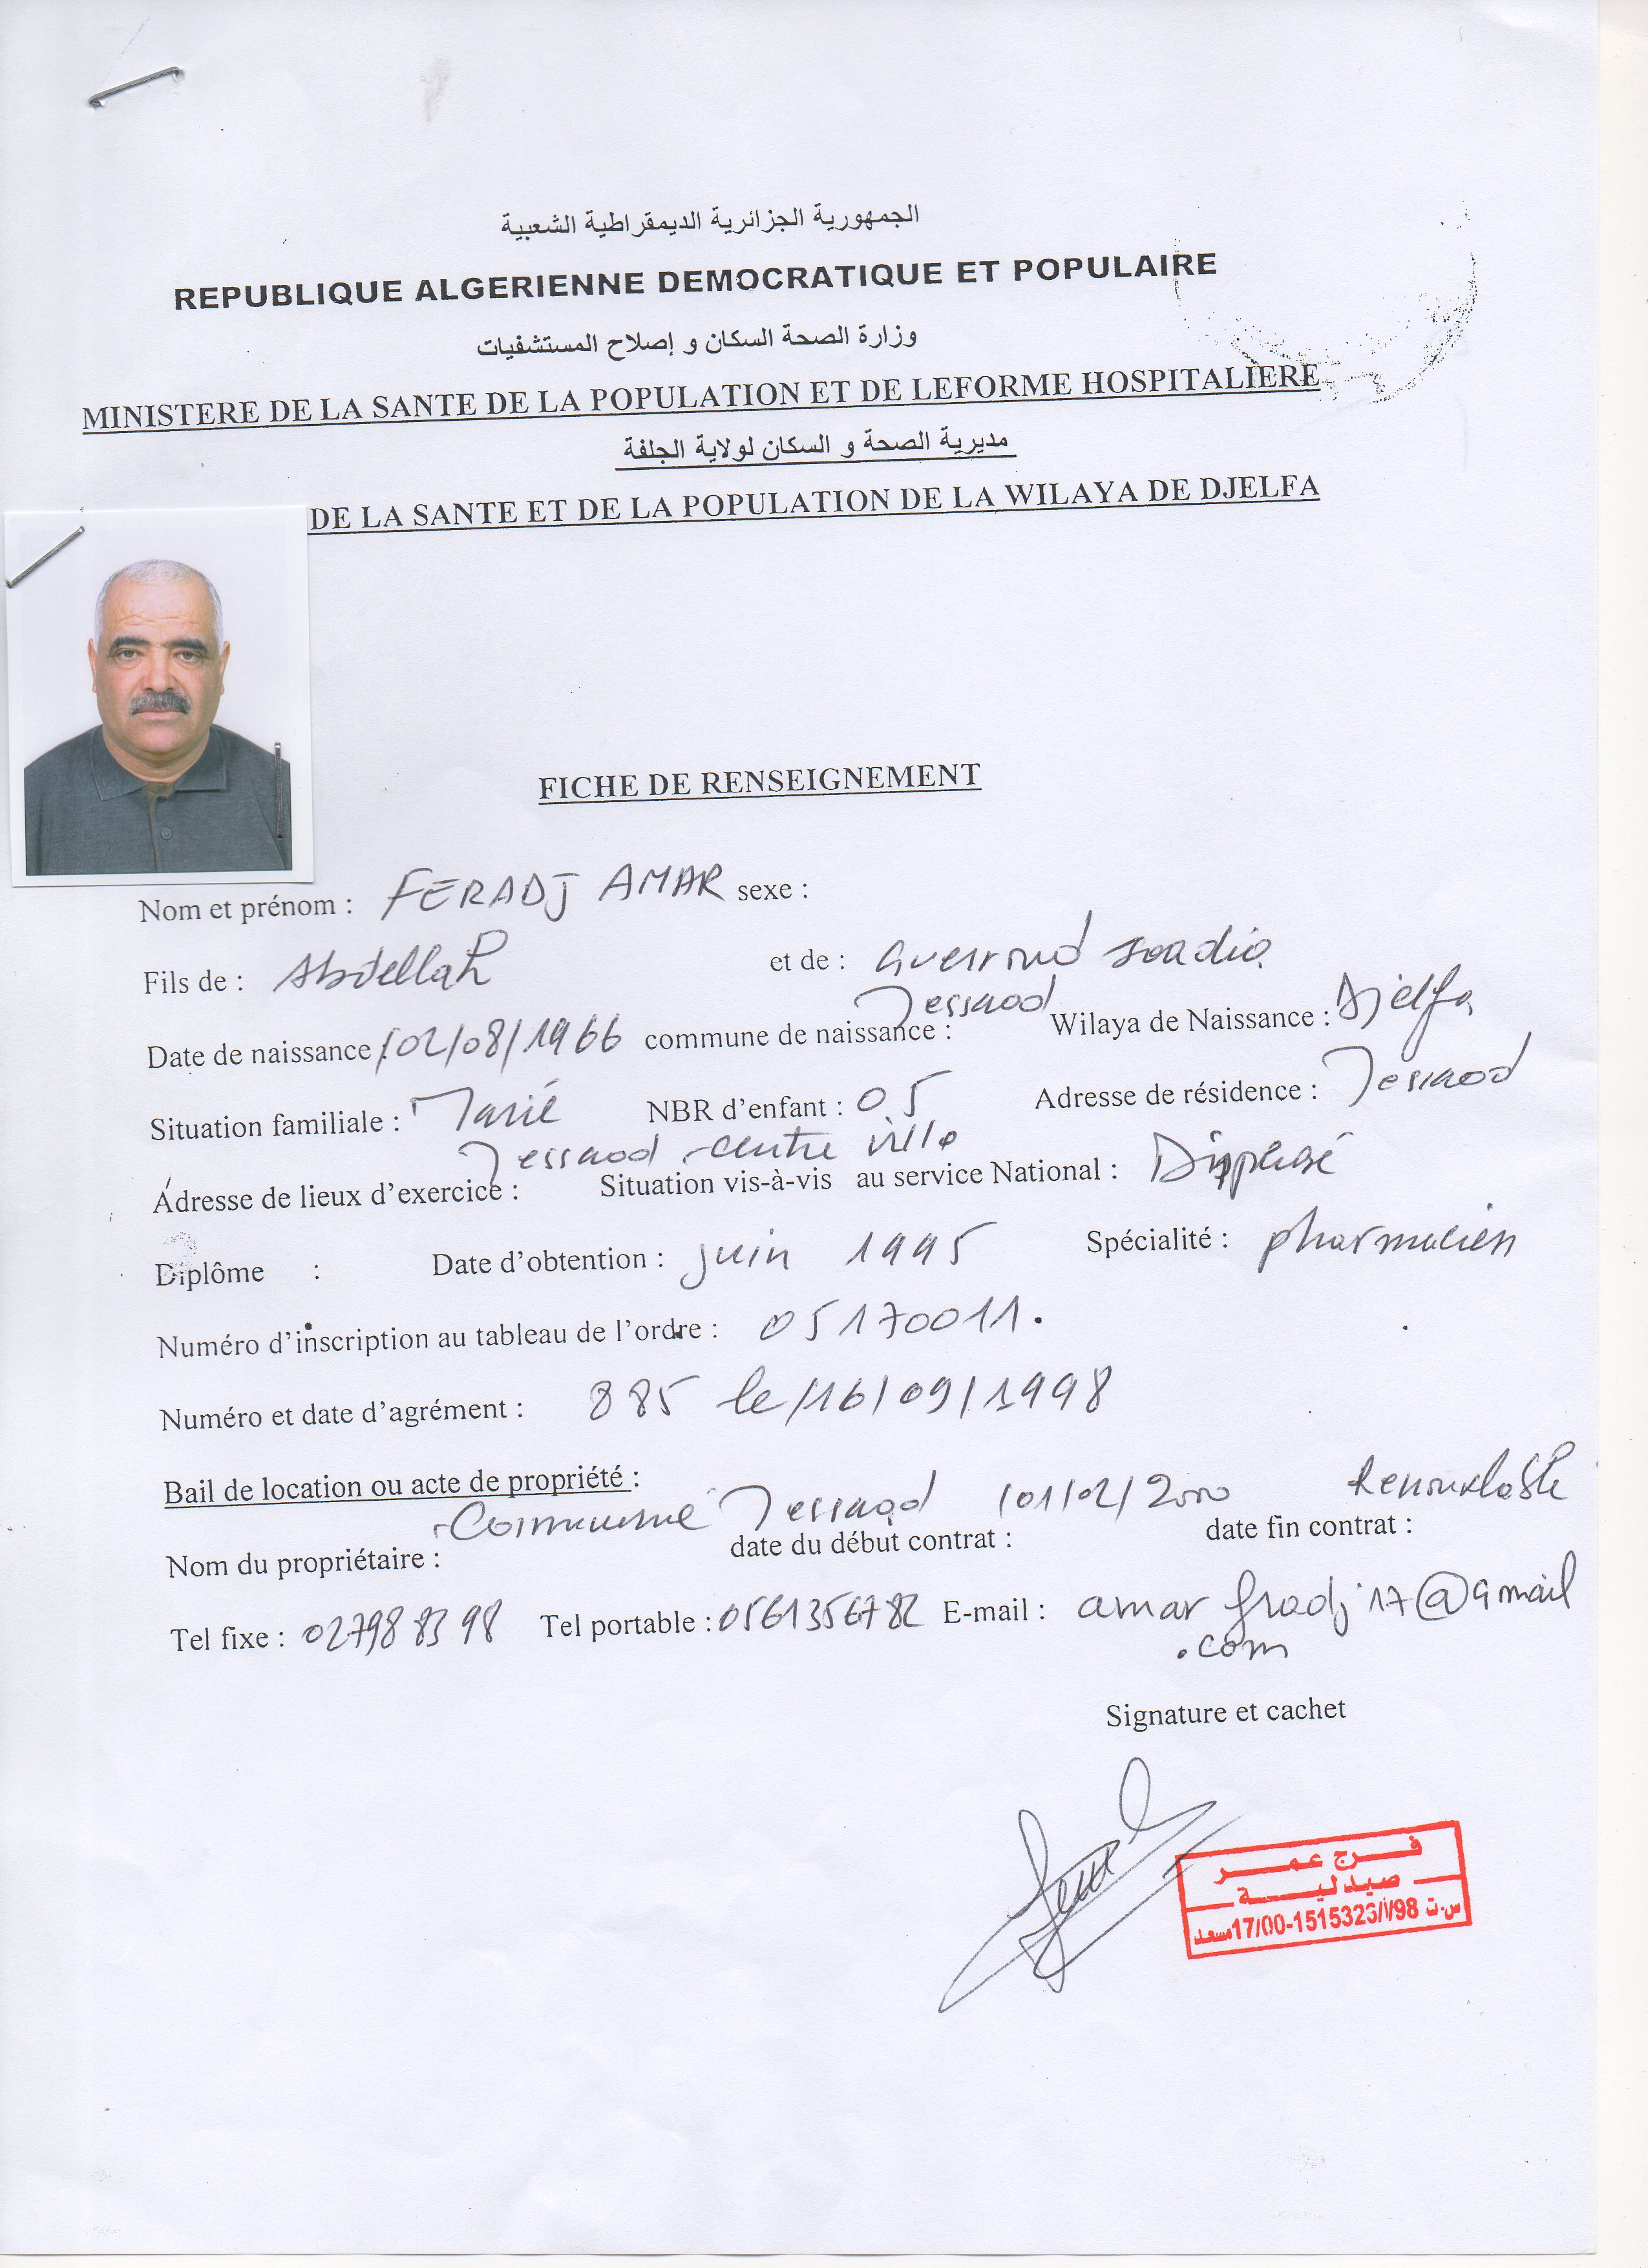 الجمهورية الجزائرية الديمقراطية الشعبية
REPUBLIQUE ALGERIENNE DEMOCRATIQUE ET POPULAIRE
وزارة الصحة السكان و إصلاح المستشفيات
MINISTERE DE LA SANTE DE LA POPULATION ET DE LEFORME HOSPITALIERE
مديرية الصحة و السكان لولاية الجلفة
DE LA SANTE ET DE LA POPULATION DE LA WILAYA DE DJELFA
FICHE DE RENSEIGNEMENT
Nom et prénom : FERADJ AMAR sexe :
Fils de : Abdellah et de : Guerroud Saadia
Date de naissance : 02/08/1966 commune de naissance : Messaad Wilaya de Naissance : Djelfa
Situation familiale : Marié NBR d'enfant : 05 Adresse de résidence : Messaad
Adresse de lieux d'exercice : Messaad centre ville Situation vis-à-vis au service National : Dispensé
Diplôme : Date d'obtention : juin 1995 Spécialité : pharmacien
Numéro d'inscription au tableau de l'ordre : 05170011.
Numéro et date d'agrément : 885 le/16/09/1998
Bail de location ou acte de propriété :
Nom du propriétaire : Commune Messaad date du début contrat : 01/02/2000 date fin contrat : Renouvlable
Tel fixe : 02798 83 98 Tel portable : 0561356782 E-mail : amar fradj17@gmail
.com
Signature et cachet
فرج عمر
صيدلية
س.ت 98/أ/1515323-17/00 مسعد